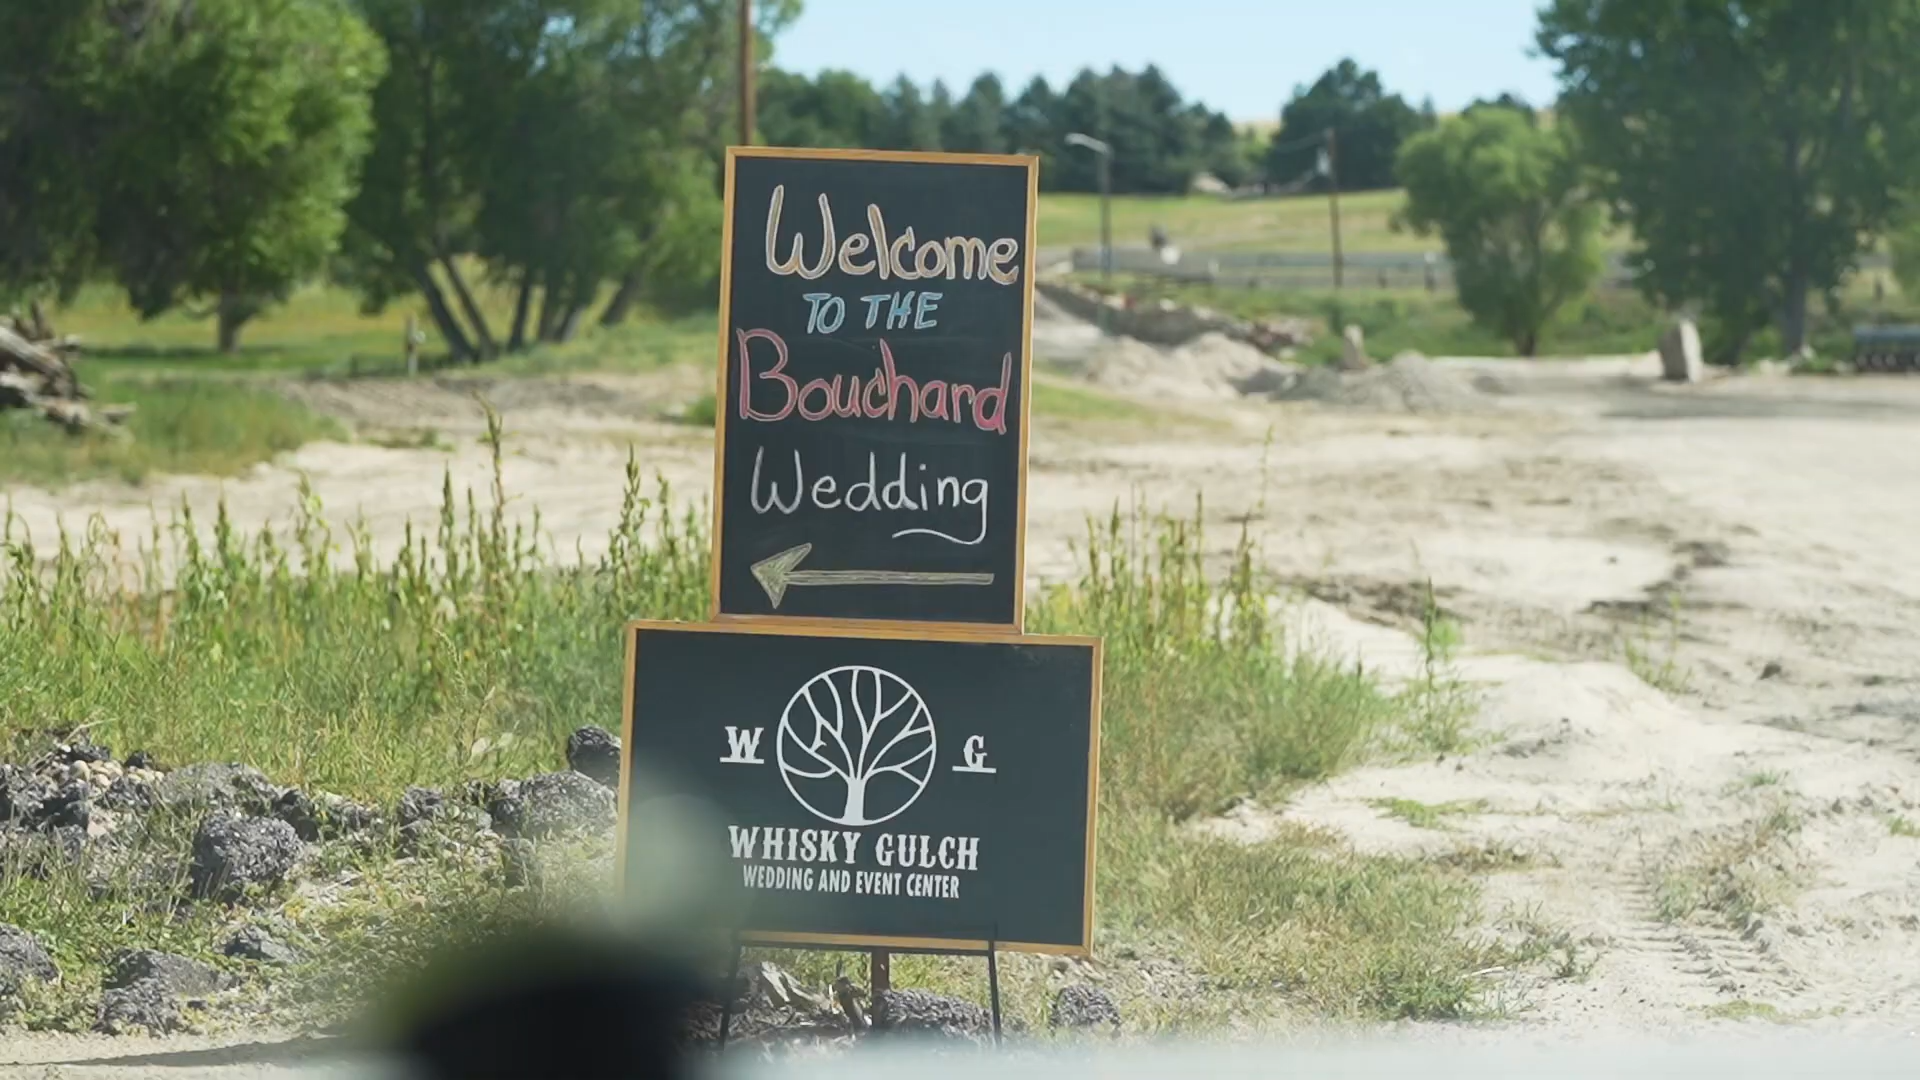 Welcome
TO THE
Bouchard
Wedding
W G
WHISKY GULCH
WEDDING AND EVENT CENTER